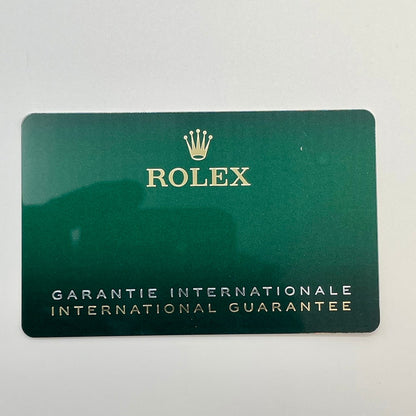 ROLEX
GARANTIE INTERNATIONALE
INTERNATIONAL GUARANTEE